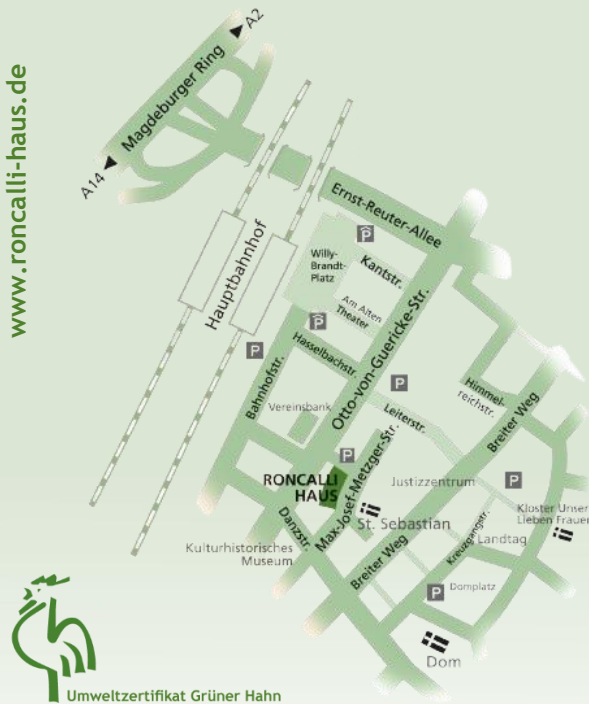 www.roncalli-haus.de
A2
Magdeburger Ring
A14
Hauptbahnhof
Ernst-Reuter-Allee
P
Willy-
Brandt-
Platz
Kantstr.
Am Alten
Theater
P
Otto-von-Guericke-Str.
P
Hasselbachstr.
Bahnhofstr.
P
Himmel-
reichstr.
Vereinsbank
Leiterstr.
Breiter Weg
P
RONCALLI
HAUS
Max-Josef-Metzger-Str.
Justizzentrum
P
Kloster Unser
Lieben Frauen
Danzstr.
St. Sebastian
Kreuzgangstr.
Landtag
Kulturhistorisches
Museum
Breiter Weg
P
Domplatz
Dom
Umweltzertifikat Grüner Hahn